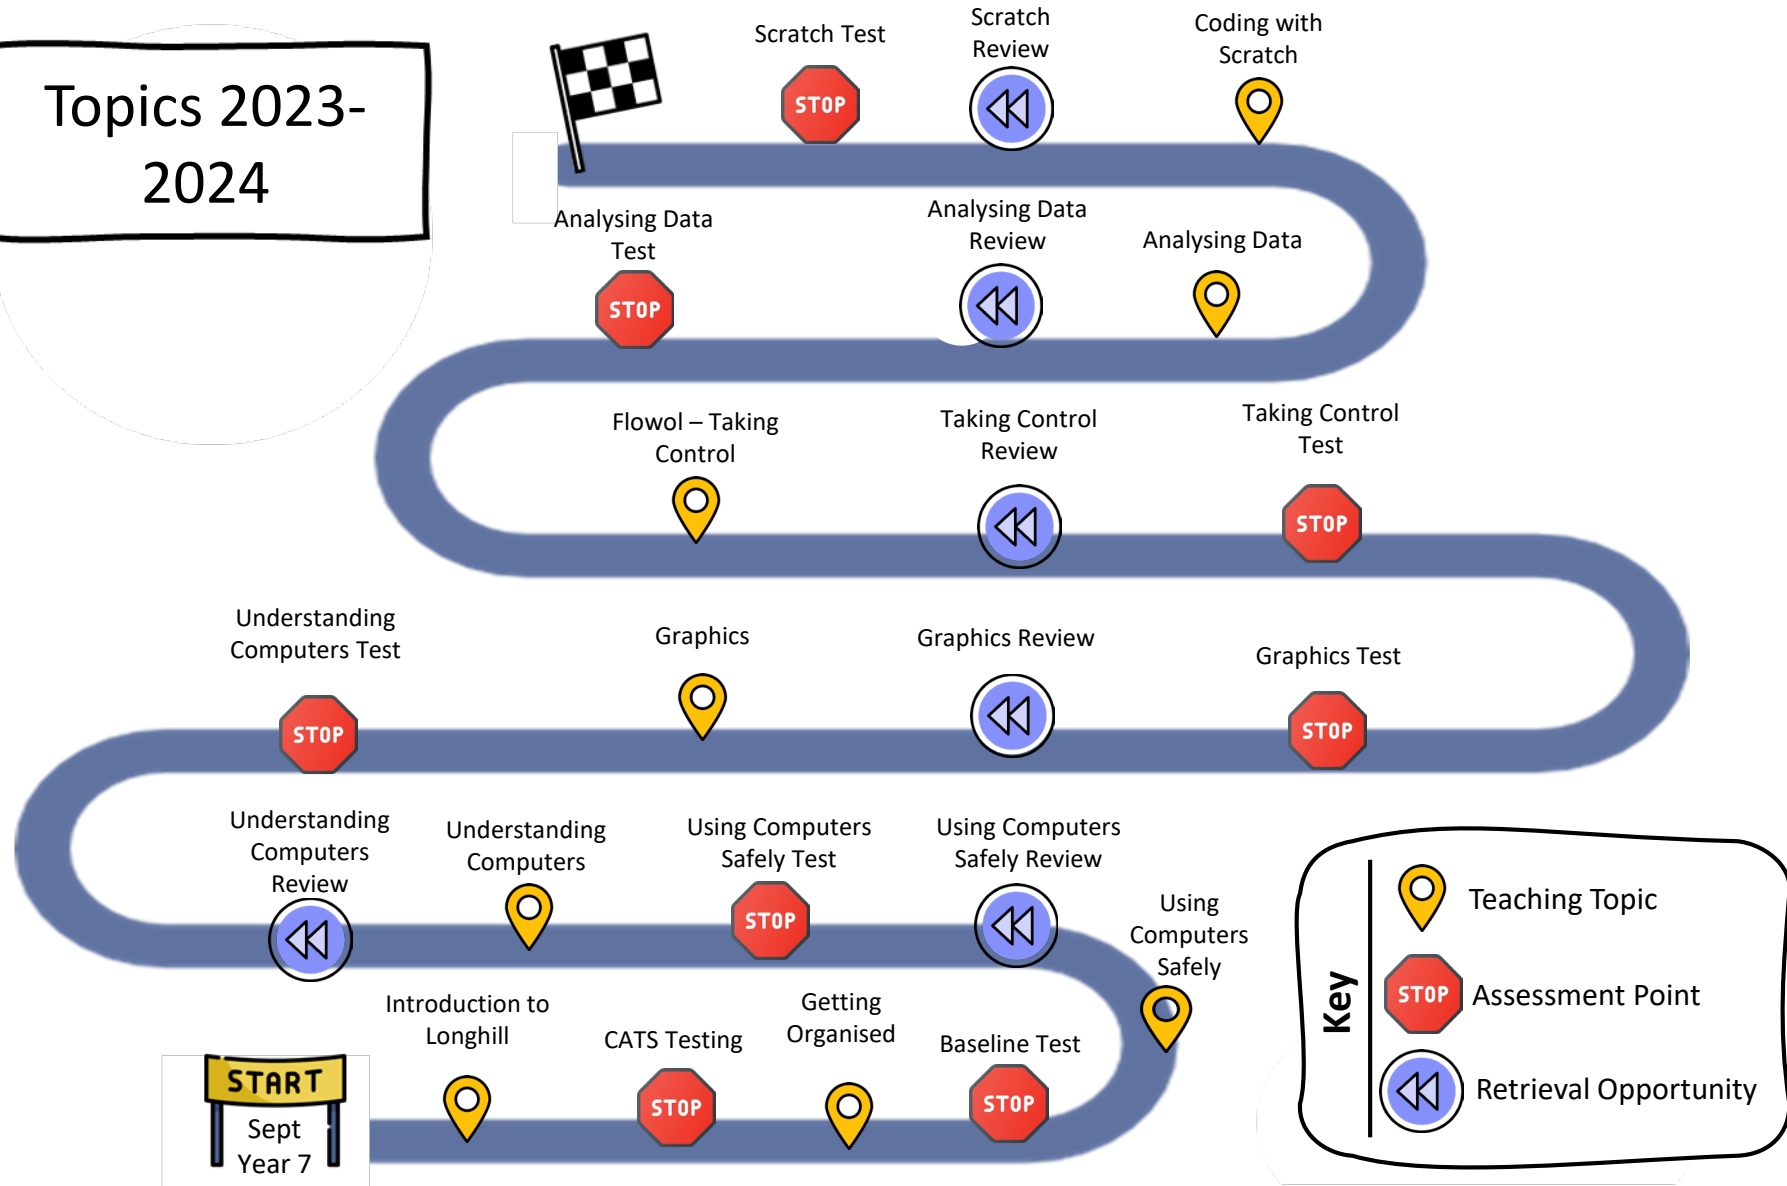 Topics 2023-
2024
Scratch Test
Scratch
Review
Coding with
Scratch
STOP
Analysing Data
Test
Analysing Data
Review
Analysing Data
STOP
Flowol – Taking
Control
Taking Control
Review
Taking Control
Test
STOP
Understanding
Computers Test
Graphics
Graphics Review
Graphics Test
STOP
STOP
Understanding
Computers
Review
Understanding
Computers
Using Computers
Safely Test
Using Computers
Safely Review
Using
Computers
Safely
STOP
Introduction to
Longhill
CATS Testing
Getting
Organised
Baseline Test
STOP
STOP
START
Sept
Year 7
Key
Teaching Topic
STOP
Assessment Point
Retrieval Opportunity